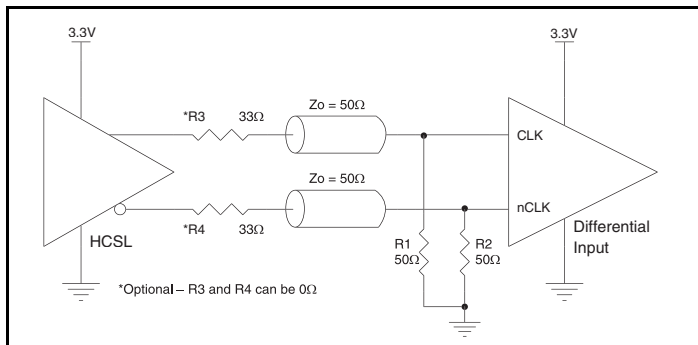 3.3V
3.3V
*R3 33Ω
Zo = 50Ω
CLK
Zo = 50Ω
nCLK
*R4 33Ω
HCSL
R1
50Ω
R2
50Ω
Differential
Input
*Optional – R3 and R4 can be 0Ω